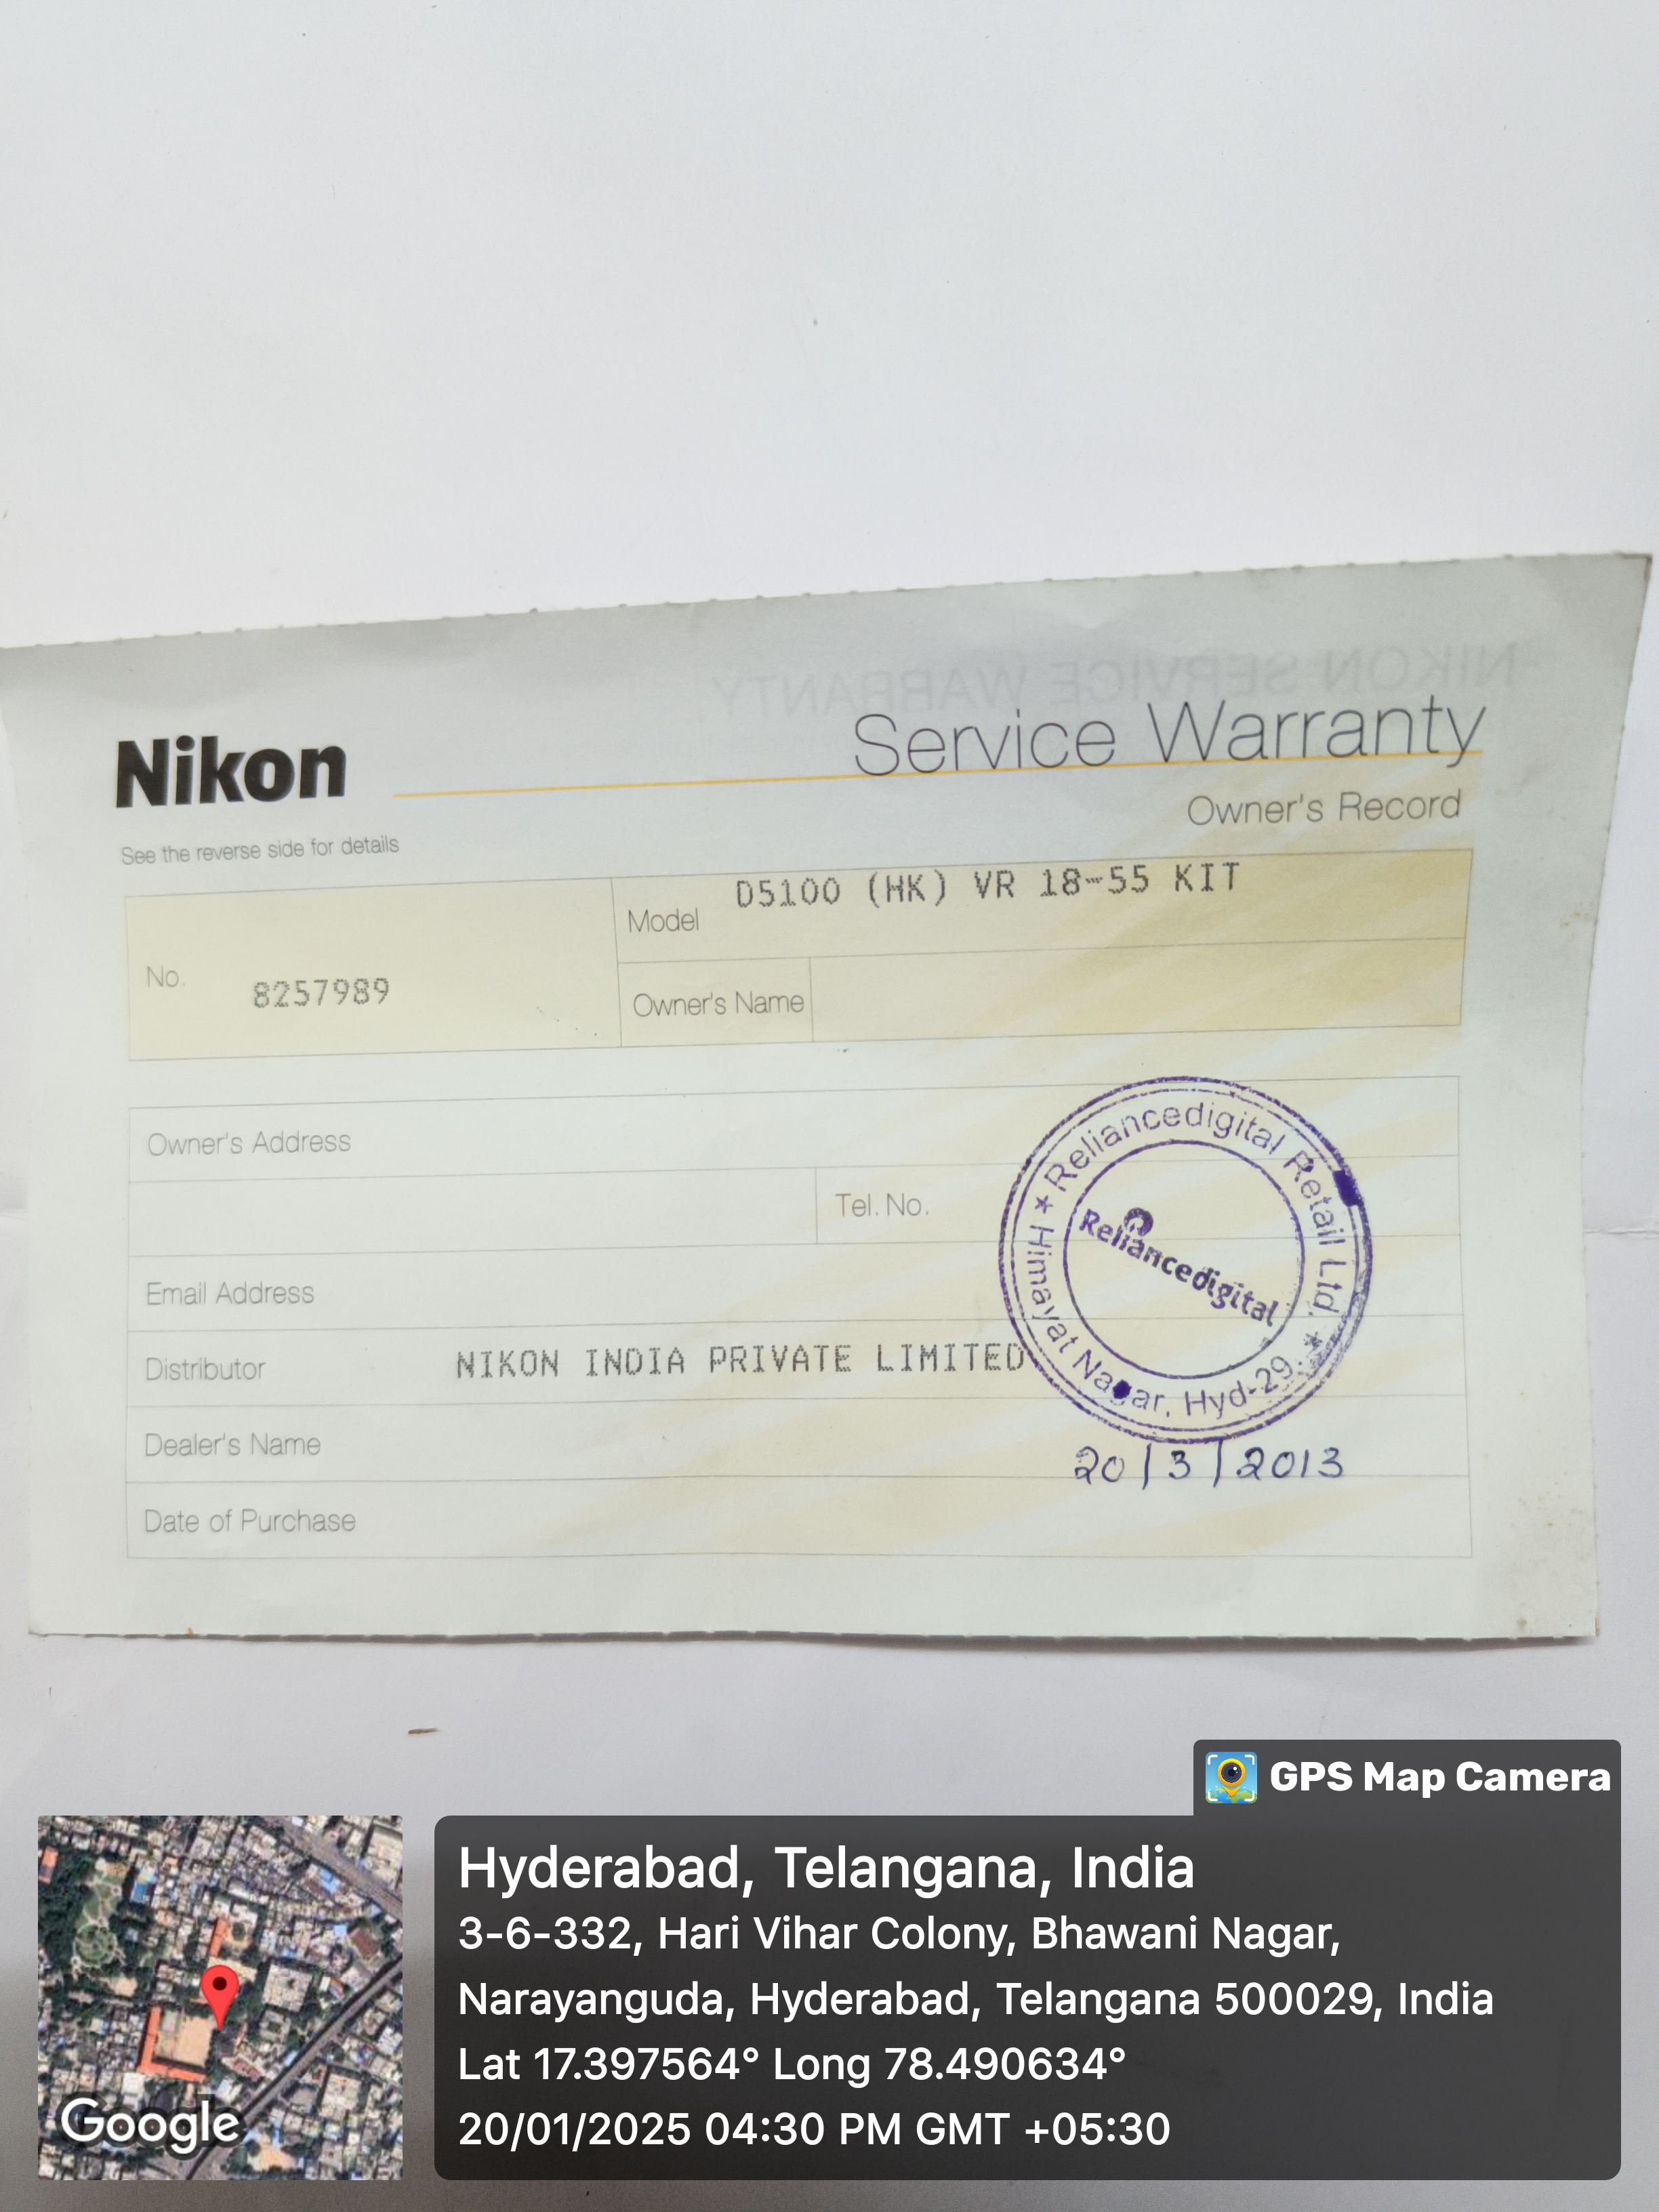 NIKON SERVICE WARRANTY
Nikon
Service Warranty
Owner's Record
See the reverse side for details
No. 8257989
Model D5100 (HK) VR 18-55 KIT
Owner's Name
Owner's Address
Tel. No.
Email Address
Distributor NIKON INDIA PRIVATE LIMITED
Dealer's Name
Date of Purchase
★ Reliancedigital Retail Ltd. ★
Himayat Nagar, Hyd-29.
Reliancedigital
20/3/2013
GPS Map Camera
Hyderabad, Telangana, India
3-6-332, Hari Vihar Colony, Bhawani Nagar,
Narayanguda, Hyderabad, Telangana 500029, India
Lat 17.397564° Long 78.490634°
20/01/2025 04:30 PM GMT +05:30
Google